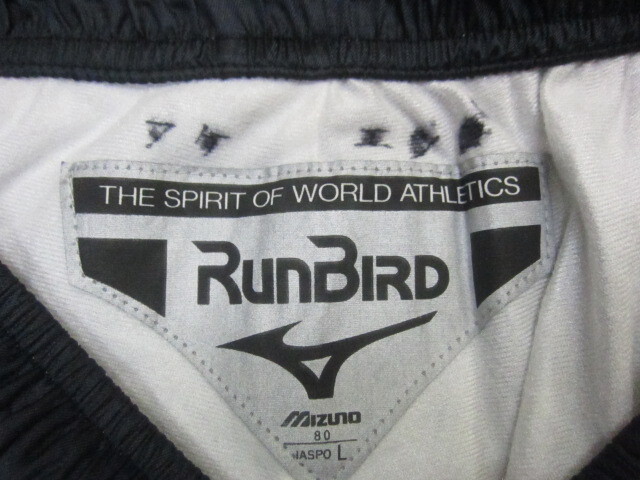 THE SPIRIT OF WORLD ATHLETICS
RUNBIRD
MIZUNO
80
JASPO L